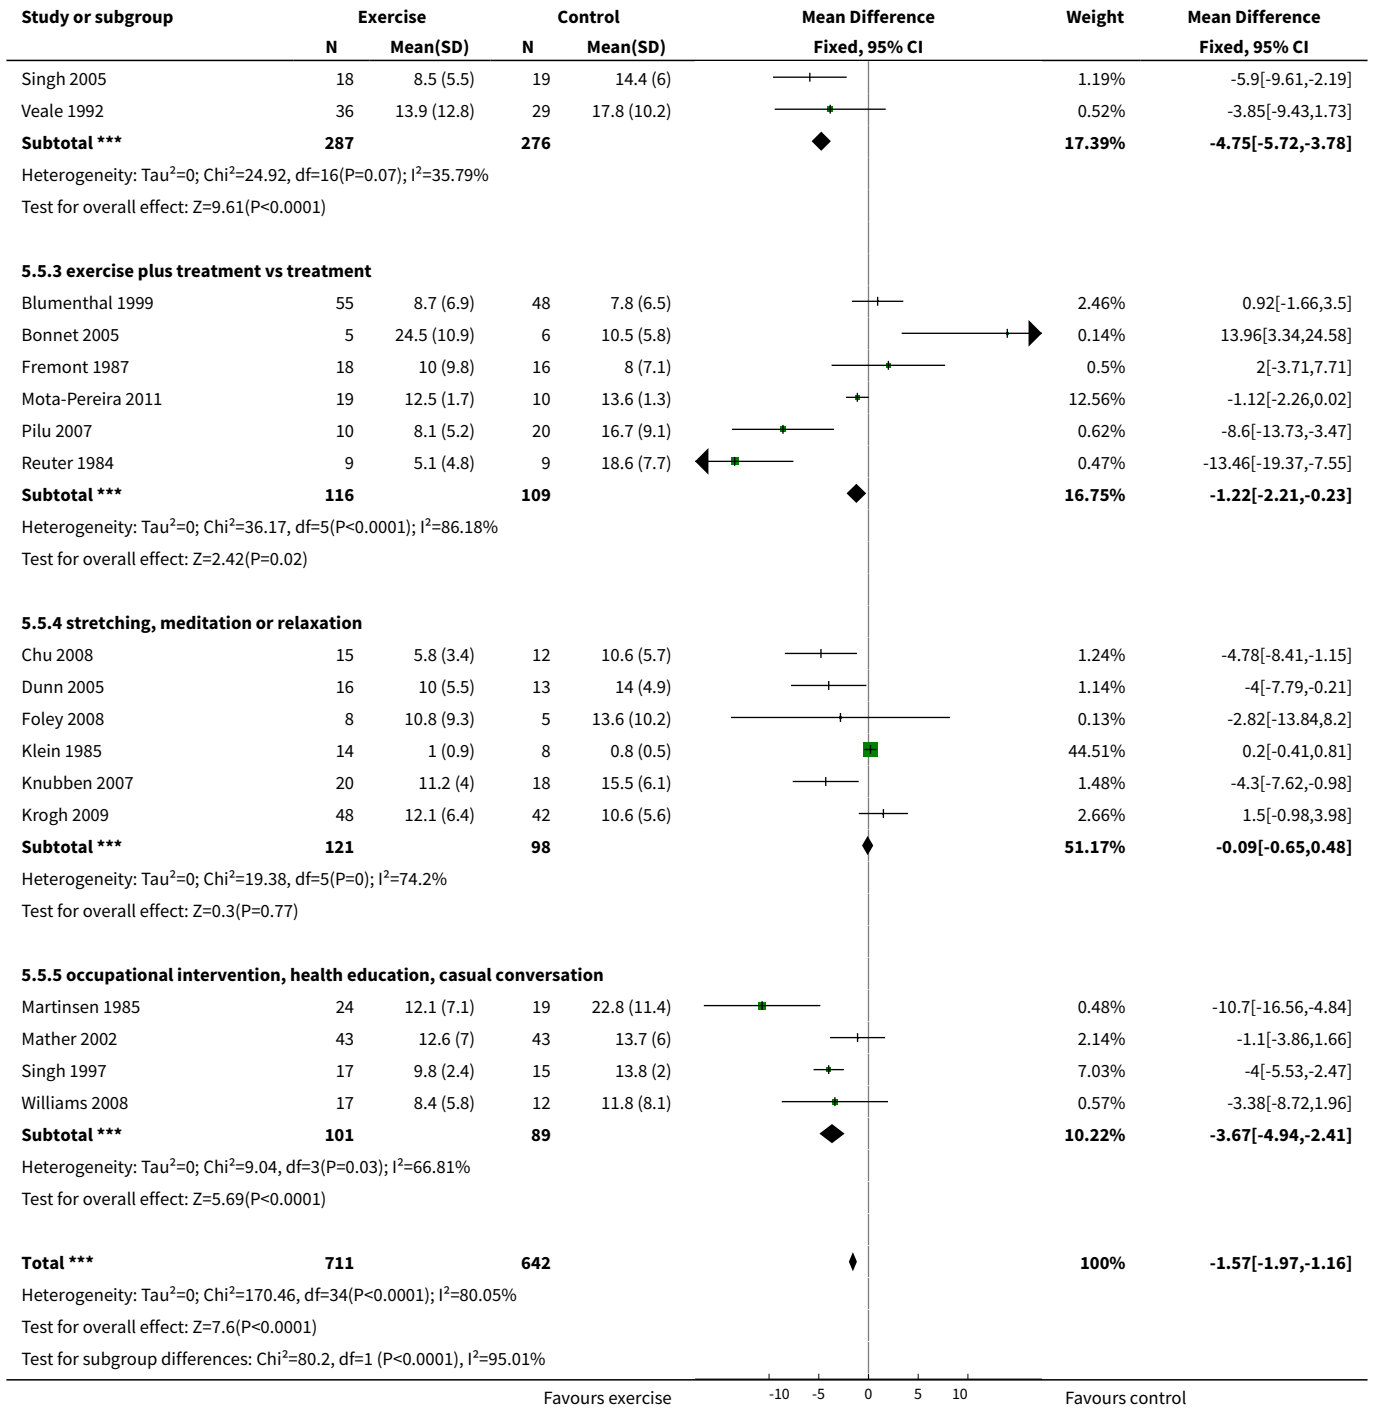 Study or subgroup Exercise Control Mean Difference Weight Mean Difference
N Mean(SD) N Mean(SD) Fixed, 95% CI Fixed, 95% CI
Singh 2005 18 8.5 (5.5) 19 14.4 (6) 1.19% -5.9[-9.61,-2.19]
Veale 1992 36 13.9 (12.8) 29 17.8 (10.2) 0.52% -3.85[-9.43,1.73]
Subtotal *** 287 276 17.39% -4.75[-5.72,-3.78]
Heterogeneity: Tau²=0; Chi²=24.92, df=16(P=0.07); I²=35.79%
Test for overall effect: Z=9.61(P<0.0001)
5.5.3 exercise plus treatment vs treatment
Blumenthal 1999 55 8.7 (6.9) 48 7.8 (6.5) 2.46% 0.92[-1.66,3.5]
Bonnet 2005 5 24.5 (10.9) 6 10.5 (5.8) 0.14% 13.96[3.34,24.58]
Fremont 1987 18 10 (9.8) 16 8 (7.1) 0.5% 2[-3.71,7.71]
Mota-Pereira 2011 19 12.5 (1.7) 10 13.6 (1.3) 12.56% -1.12[-2.26,0.02]
Pilu 2007 10 8.1 (5.2) 20 16.7 (9.1) 0.62% -8.6[-13.73,-3.47]
Reuter 1984 9 5.1 (4.8) 9 18.6 (7.7) 0.47% -13.46[-19.37,-7.55]
Subtotal *** 116 109 16.75% -1.22[-2.21,-0.23]
Heterogeneity: Tau²=0; Chi²=36.17, df=5(P<0.0001); I²=86.18%
Test for overall effect: Z=2.42(P=0.02)
5.5.4 stretching, meditation or relaxation
Chu 2008 15 5.8 (3.4) 12 10.6 (5.7) 1.24% -4.78[-8.41,-1.15]
Dunn 2005 16 10 (5.5) 13 14 (4.9) 1.14% -4[-7.79,-0.21]
Foley 2008 8 10.8 (9.3) 5 13.6 (10.2) 0.13% -2.82[-13.84,8.2]
Klein 1985 14 1 (0.9) 8 0.8 (0.5) 44.51% 0.2[-0.41,0.81]
Knubben 2007 20 11.2 (4) 18 15.5 (6.1) 1.48% -4.3[-7.62,-0.98]
Krogh 2009 48 12.1 (6.4) 42 10.6 (5.6) 2.66% 1.5[-0.98,3.98]
Subtotal *** 121 98 51.17% -0.09[-0.65,0.48]
Heterogeneity: Tau²=0; Chi²=19.38, df=5(P=0); I²=74.2%
Test for overall effect: Z=0.3(P=0.77)
5.5.5 occupational intervention, health education, casual conversation
Martinsen 1985 24 12.1 (7.1) 19 22.8 (11.4) 0.48% -10.7[-16.56,-4.84]
Mather 2002 43 12.6 (7) 43 13.7 (6) 2.14% -1.1[-3.86,1.66]
Singh 1997 17 9.8 (2.4) 15 13.8 (2) 7.03% -4[-5.53,-2.47]
Williams 2008 17 8.4 (5.8) 12 11.8 (8.1) 0.57% -3.38[-8.72,1.96]
Subtotal *** 101 89 10.22% -3.67[-4.94,-2.41]
Heterogeneity: Tau²=0; Chi²=9.04, df=3(P=0.03); I²=66.81%
Test for overall effect: Z=5.69(P<0.0001)
Total *** 711 642 100% -1.57[-1.97,-1.16]
Heterogeneity: Tau²=0; Chi²=170.46, df=34(P<0.0001); I²=80.05%
Test for overall effect: Z=7.6(P<0.0001)
Test for subgroup differences: Chi²=80.2, df=1 (P<0.0001), I²=95.01%
Favours exercise -10 -5 0 5 10 Favours control